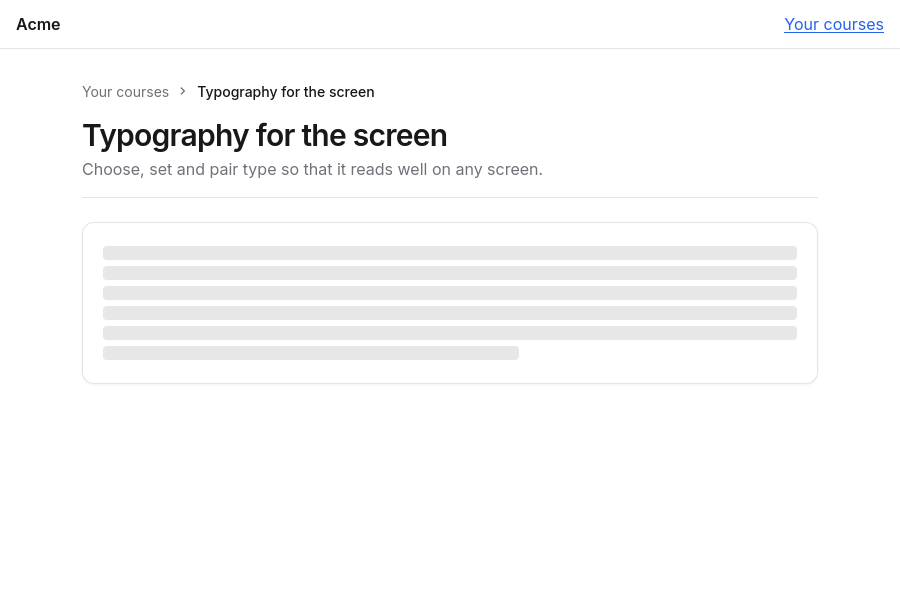 Acme
Your courses
Your courses
Typography for the screen
Typography for the screen
Choose, set and pair type so that it reads well on any screen.